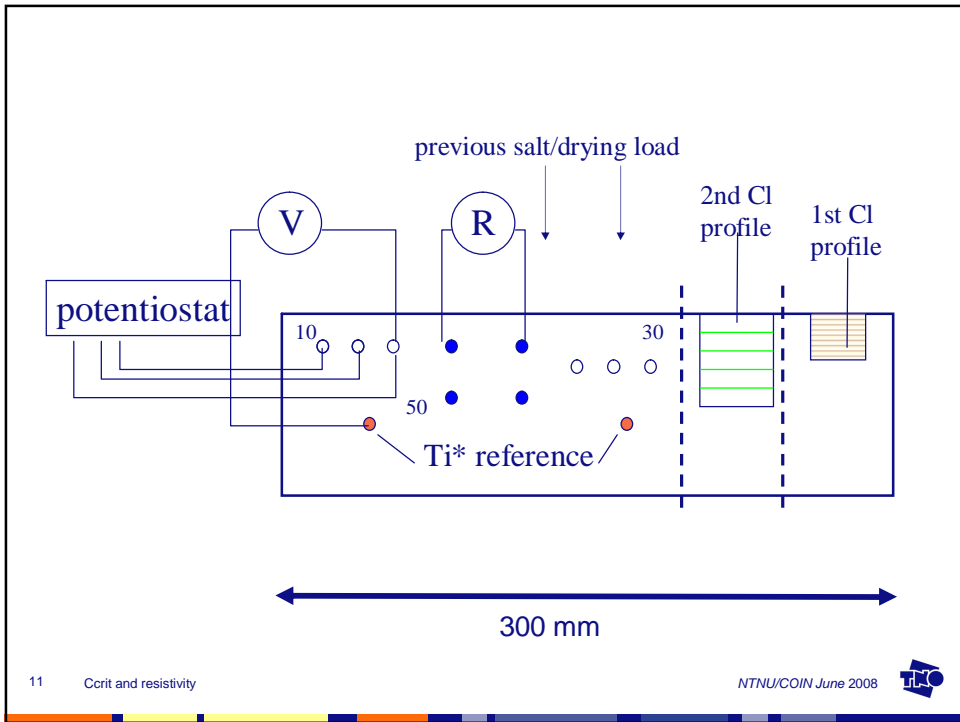 previous salt/drying load
2nd Cl
profile
1st Cl
profile
V
R
potentiostat
10
30
50
Ti* reference
300 mm
11 Ccrit and resistivity NTNU/COIN June 2008 TNO